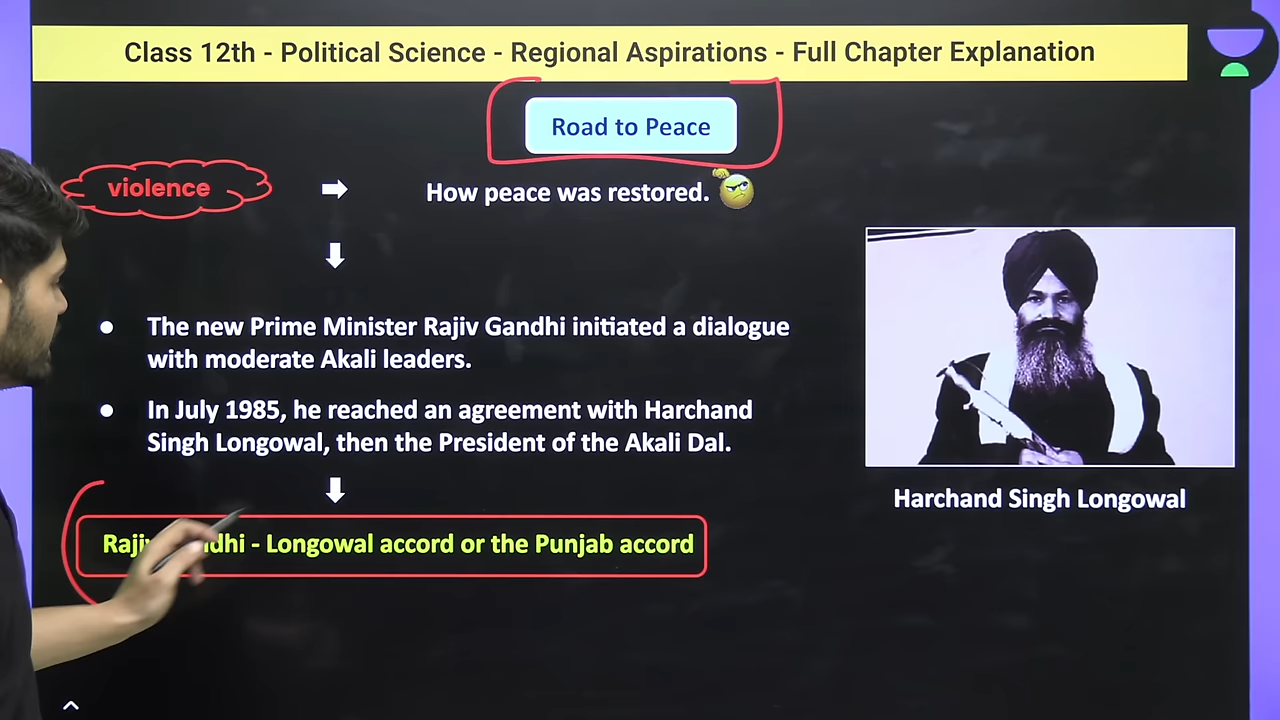 Class 12th - Political Science - Regional Aspirations - Full Chapter Explanation
Road to Peace
violence
How peace was restored.
The new Prime Minister Rajiv Gandhi initiated a dialogue
with moderate Akali leaders.
In July 1985, he reached an agreement with Harchand
Singh Longowal, then the President of the Akali Dal.
Harchand Singh Longowal
- Longowal accord or the Punjab accord